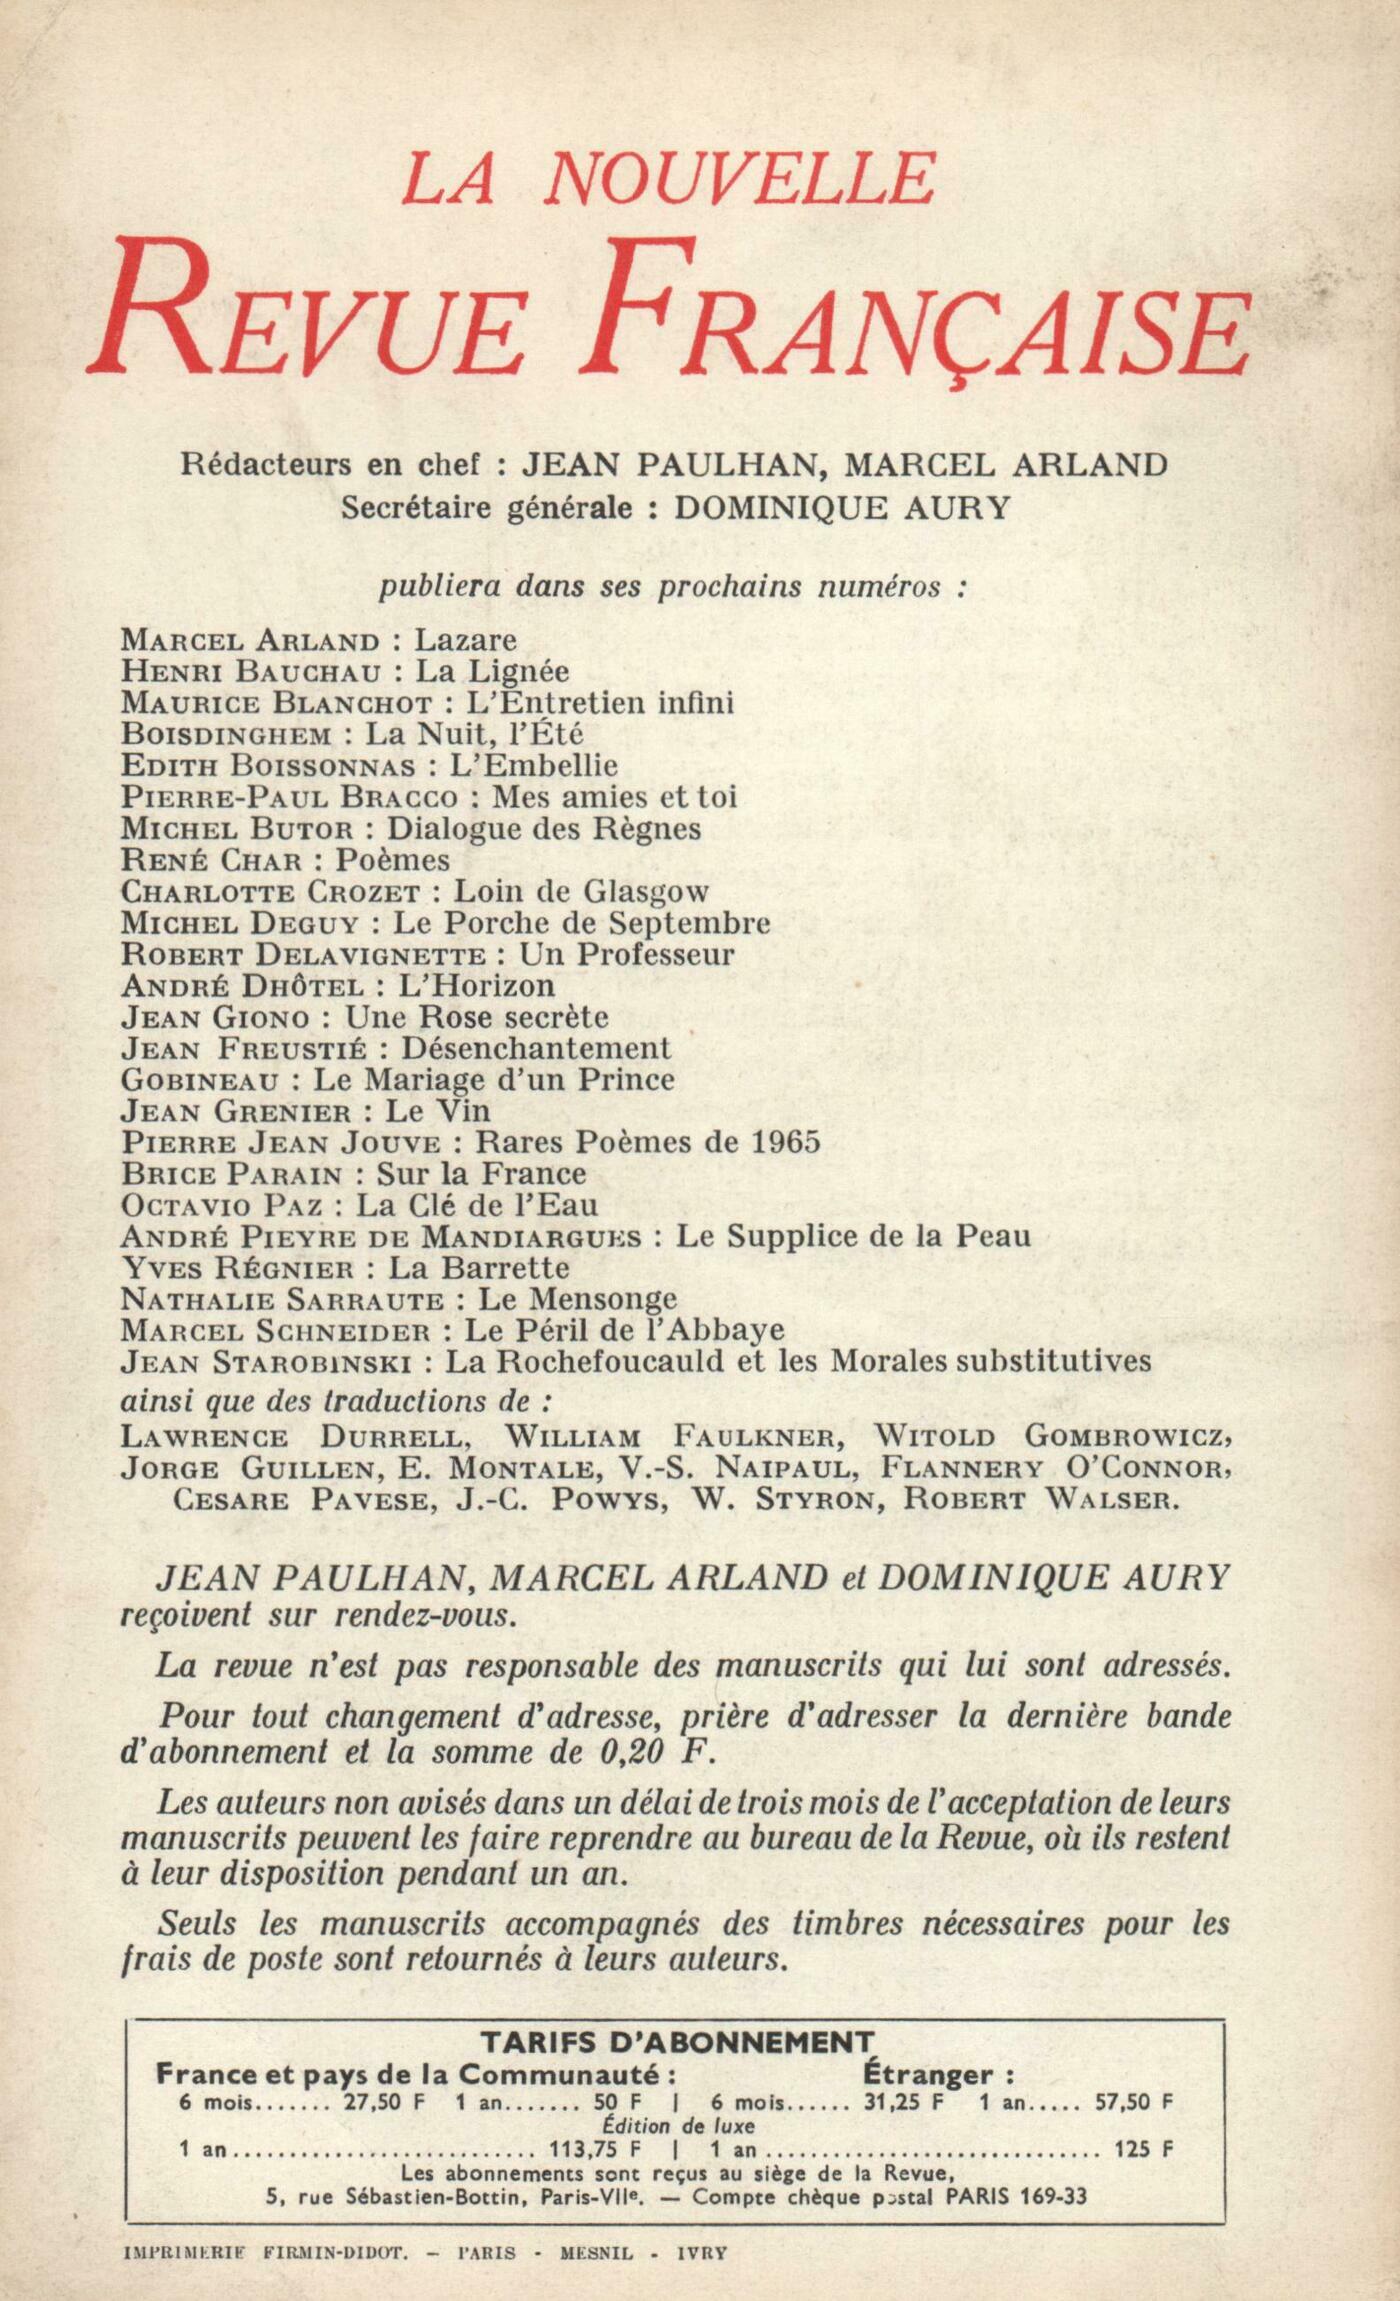 LA NOUVELLE
REVUE FRANÇAISE
Rédacteurs en chef : JEAN PAULHAN, MARCEL ARLAND
Secrétaire générale : DOMINIQUE AURY
publiera dans ses prochains numéros :
MARCEL ARLAND : Lazare
HENRI BAUCHAU : La Lignée
MAURICE BLANCHOT : L'Entretien infini
BOISDINGHEM : La Nuit, l'Été
EDITH BOISSONNAS : L'Embellie
PIERRE-PAUL BRACCO : Mes amies et toi
MICHEL BUTOR : Dialogue des Règnes
RENÉ CHAR : Poèmes
CHARLOTTE CROZET : Loin de Glasgow
MICHEL DEGUY : Le Porche de Septembre
ROBERT DELAVIGNETTE : Un Professeur
ANDRÉ DHÔTEL : L'Horizon
JEAN GIONO : Une Rose secrète
JEAN FREUSTIÉ : Désenchantement
GOBINEAU : Le Mariage d'un Prince
JEAN GRENIER : Le Vin
PIERRE JEAN JOUVE : Rares Poèmes de 1965
BRICE PARAIN : Sur la France
OCTAVIO PAZ : La Clé de l'Eau
ANDRÉ PIEYRE DE MANDIARGUES : Le Supplice de la Peau
YVES RÉGNIER : La Barrette
NATHALIE SARRAUTE : Le Mensonge
MARCEL SCHNEIDER : Le Péril de l'Abbaye
JEAN STAROBINSKI : La Rochefoucauld et les Morales substitutives
ainsi que des traductions de :
LAWRENCE DURRELL, WILLIAM FAULKNER, WITOLD GOMBROWICZ,
JORGE GUILLEN, E. MONTALE, V.-S. NAIPAUL, FLANNERY O'CONNOR,
CESARE PAVESE, J.-C. POWYS, W. STYRON, ROBERT WALSER.
JEAN PAULHAN, MARCEL ARLAND et DOMINIQUE AURY
reçoivent sur rendez-vous.
La revue n'est pas responsable des manuscrits qui lui sont adressés.
Pour tout changement d'adresse, prière d'adresser la dernière bande
d'abonnement et la somme de 0,20 F.
Les auteurs non avisés dans un délai de trois mois de l'acceptation de leurs
manuscrits peuvent les faire reprendre au bureau de la Revue, où ils restent
à leur disposition pendant un an.
Seuls les manuscrits accompagnés des timbres nécessaires pour les
frais de poste sont retournés à leurs auteurs.
TARIFS D'ABONNEMENT
France et pays de la Communauté : Étranger :
6 mois....... 27,50 F 1 an....... 50 F | 6 mois...... 31,25 F 1 an..... 57,50 F
Édition de luxe
1 an........................... 113,75 F | 1 an.............................. 125 F
Les abonnements sont reçus au siège de la Revue,
5, rue Sébastien-Bottin, Paris-VIIe. — Compte chèque postal PARIS 169-33
IMPRIMERIE FIRMIN-DIDOT. – PARIS - MESNIL - IVRY